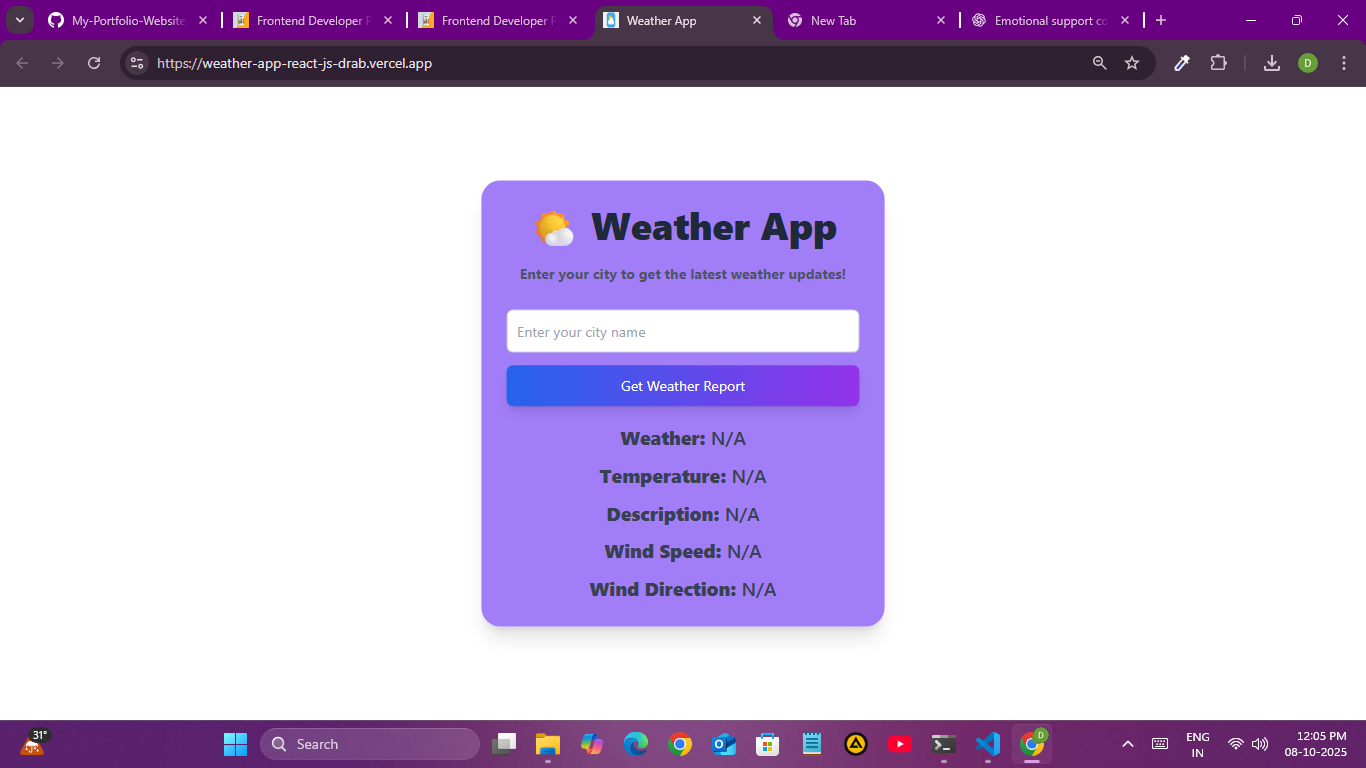 My-Portfolio-Website
Frontend Developer P
Frontend Developer P
Weather App
New Tab
Emotional support co
https://weather-app-react-js-drab.vercel.app
D
Weather App
Enter your city to get the latest weather updates!
Enter your city name
Get Weather Report
Weather: N/A
Temperature: N/A
Description: N/A
Wind Speed: N/A
Wind Direction: N/A
31°
Search
D
ENG
IN
12:05 PM
08-10-2025